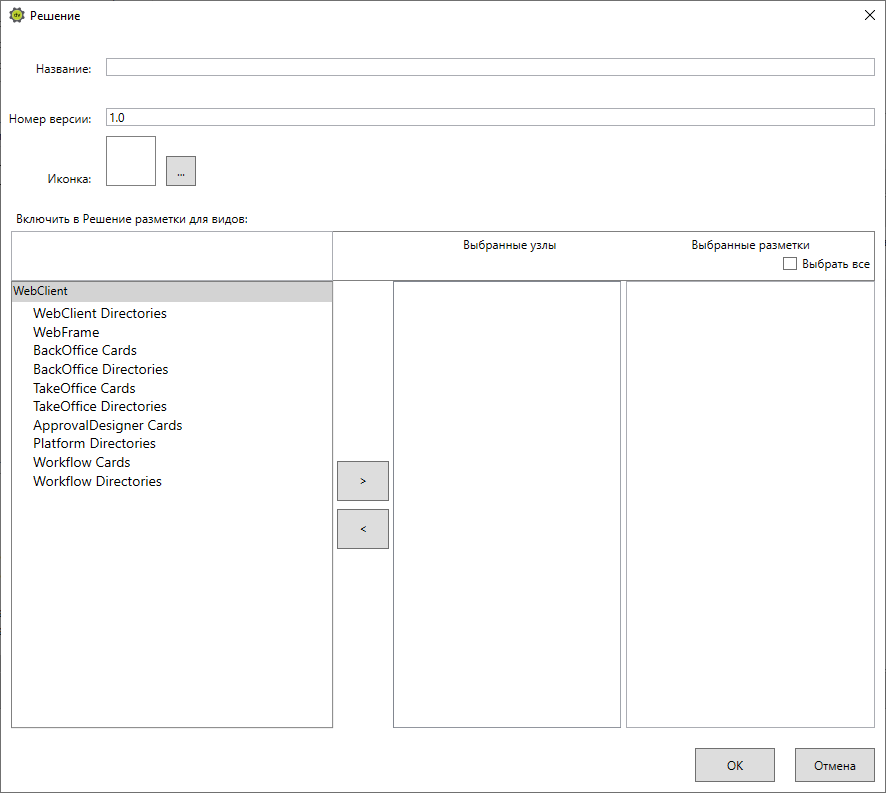 Решение
Название:
Номер версии: 1.0
Иконка: ...
Включить в Решение разметки для видов:
Выбранные узлы
Выбранные разметки
Выбрать все
WebClient
WebClient Directories
WebFrame
BackOffice Cards
BackOffice Directories
TakeOffice Cards
TakeOffice Directories
ApprovalDesigner Cards
Platform Directories
Workflow Cards
Workflow Directories
>
<
OK
Отмена